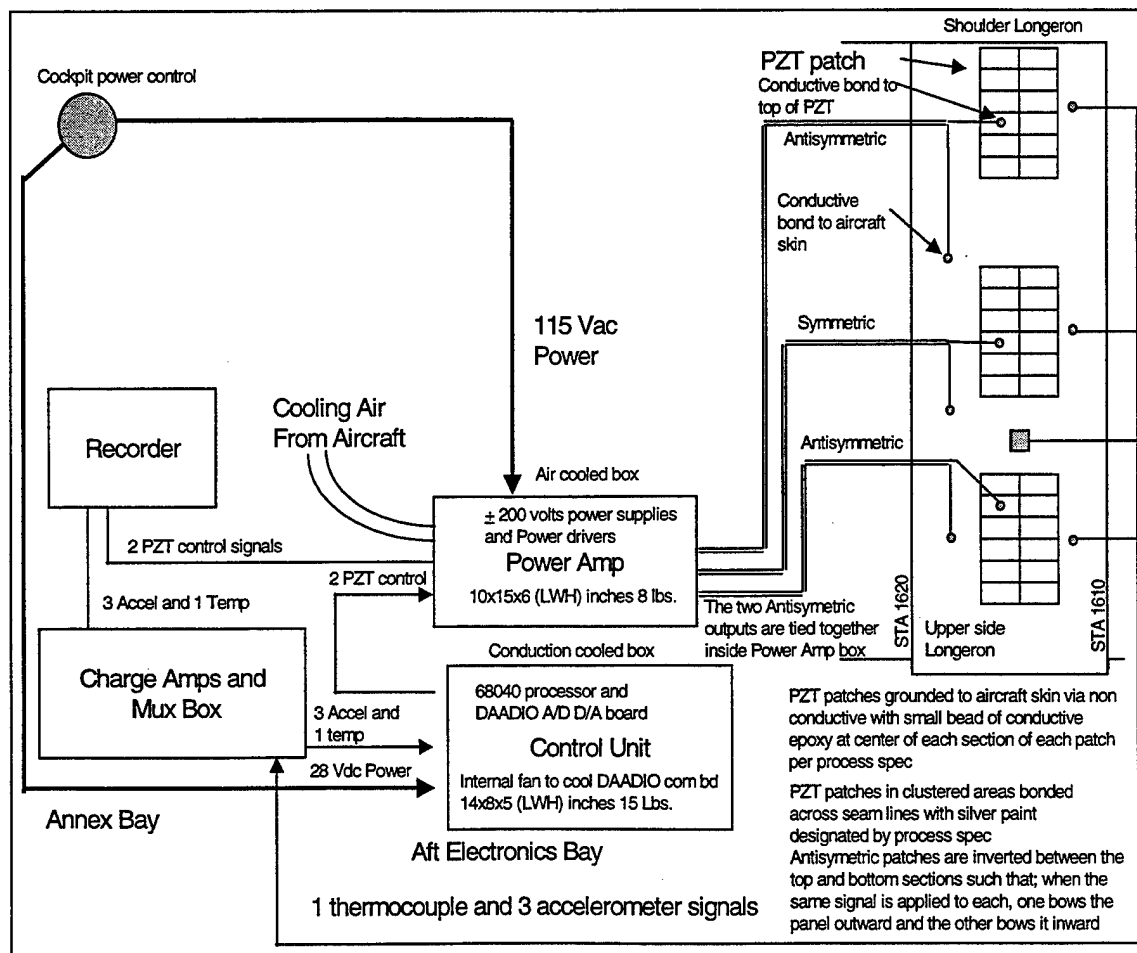 Shoulder Longeron
Cockpit power control
PZT patch
Conductive bond to
top of PZT
Antisymmetric
Conductive
bond to aircraft
skin
115 Vac
Power
Symmetric
Cooling Air
From Aircraft
Recorder
Antisymmetric
Air cooled box
± 200 volts power supplies
and Power drivers
Power Amp
10x15x6 (LWH) inches 8 lbs.
2 PZT control signals
2 PZT control
3 Accel and 1 Temp
The two Antisymetric
outputs are tied together
inside Power Amp box
STA 1620
Upper side
Longeron
STA 1610
Charge Amps and
Mux Box
Conduction cooled box
68040 processor and
DAADIO A/D D/A board
Control Unit
Internal fan to cool DAADIO com bd
14x8x5 (LWH) inches 15 Lbs.
3 Accel and
1 temp
28 Vdc Power
Annex Bay
Aft Electronics Bay
1 thermocouple and 3 accelerometer signals
PZT patches grounded to aircraft skin via non
conductive with small bead of conductive
epoxy at center of each section of each patch
per process spec
PZT patches in clustered areas bonded
across seam lines with silver paint
designated by process spec
Antisymetric patches are inverted between the
top and bottom sections such that; when the
same signal is applied to each, one bows the
panel outward and the other bows it inward